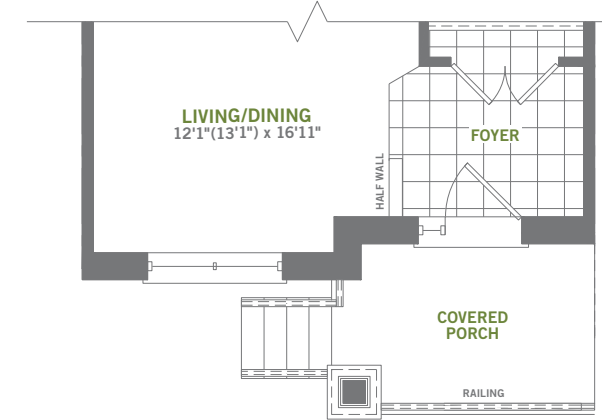 LIVING/DINING
12'1"(13'1") x 16'11"
FOYER
HALF WALL
COVERED
PORCH
RAILING